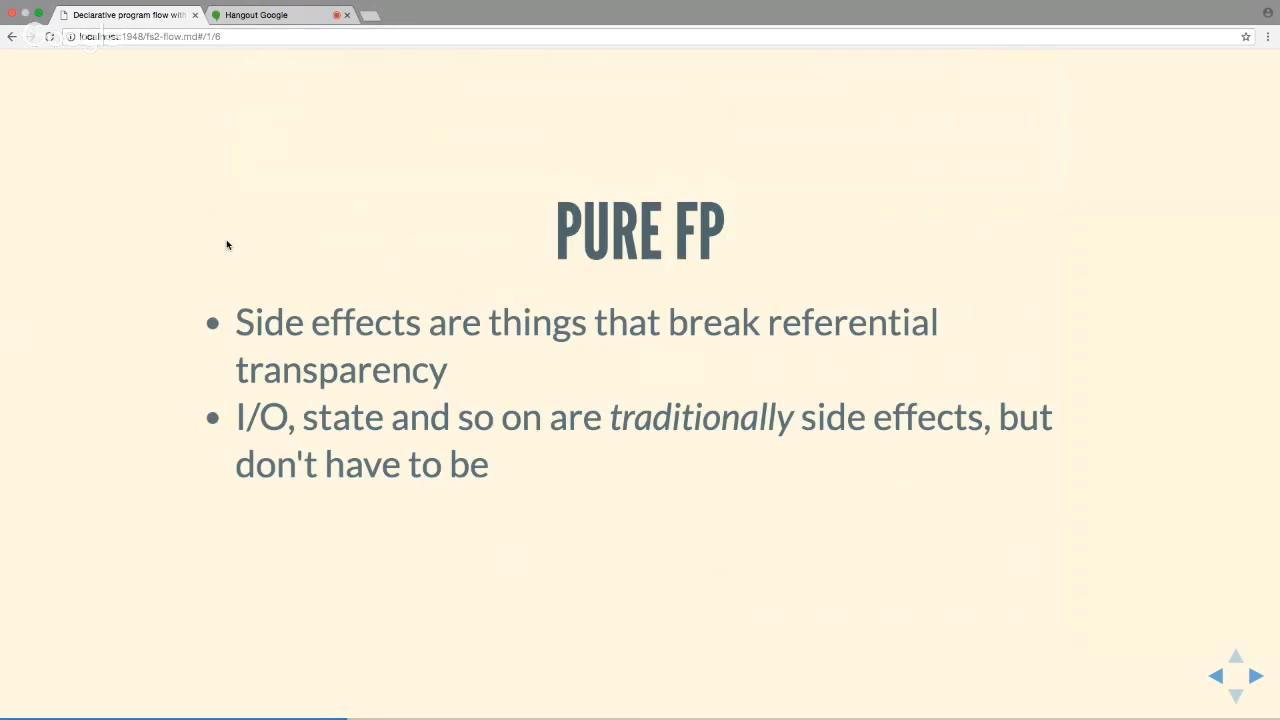 Declarative program flow with
Hangout Google
Google
localhost:1948/fs2-flow.md#/1/6
PURE FP
Side effects are things that break referential
transparency
I/O, state and so on are traditionally side effects, but
don't have to be